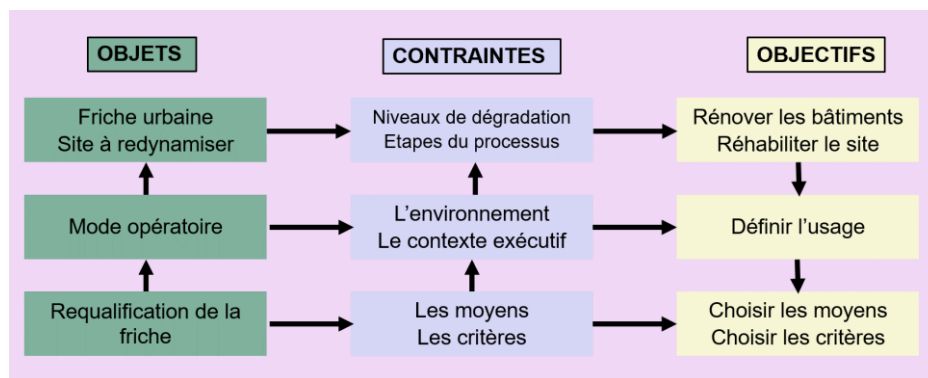 OBJETS
CONTRAINTES
OBJECTIFS
Friche urbaine
Site à redynamiser
Niveaux de dégradation
Etapes du processus
Rénover les bâtiments
Réhabiliter le site
Mode opératoire
L’environnement
Le contexte exécutif
Définir l’usage
Requalification de la
friche
Les moyens
Les critères
Choisir les moyens
Choisir les critères